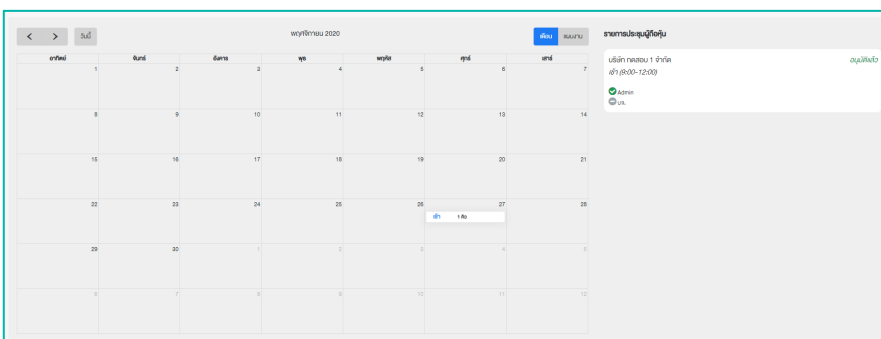 วันนี้
พฤศจิกายน 2020
เดือน แผนงาน
รายการประชุมผู้ถือหุ้น
อาทิตย์ จันทร์ อังคาร พุธ พฤหัส ศุกร์ เสาร์
บริษัท ทดสอบ 1 จำกัด
อนุมัติแล้ว
เช้า (9:00-12:00)
Admin
บจ.
1 2 3 4 5 6 7
8 9 10 11 12 13 14
15 16 17 18 19 20 21
22 23 24 25 26 27 28
เช้า
29 30 1 2 3 4 5
6 7 8 9 10 11 12